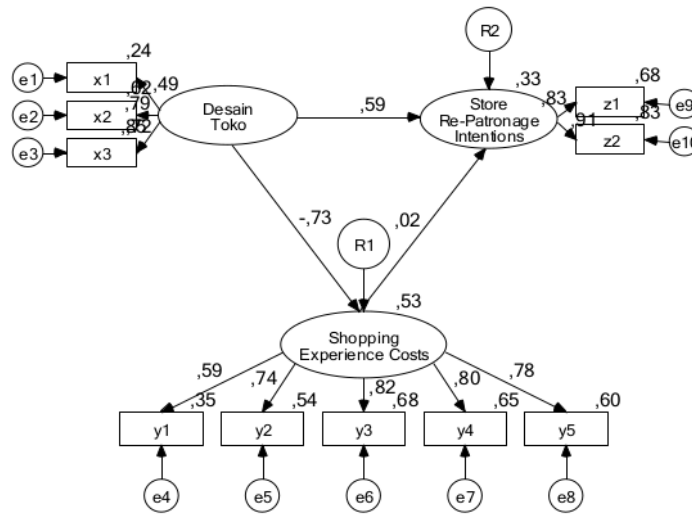 R2
,24
,33
,68
e1
x1
,49
Desain
Toko
,59
Store
Re-Patronage
Intentions
,83
z1
e9
e2
x2
,79
,91
,83
z2
e10
e3
x3
-,73
R1
,02
,53
Shopping
Experience Costs
,59
,74
,82
,80
,78
,35
,54
,68
,65
,60
y1
y2
y3
y4
y5
e4
e5
e6
e7
e8